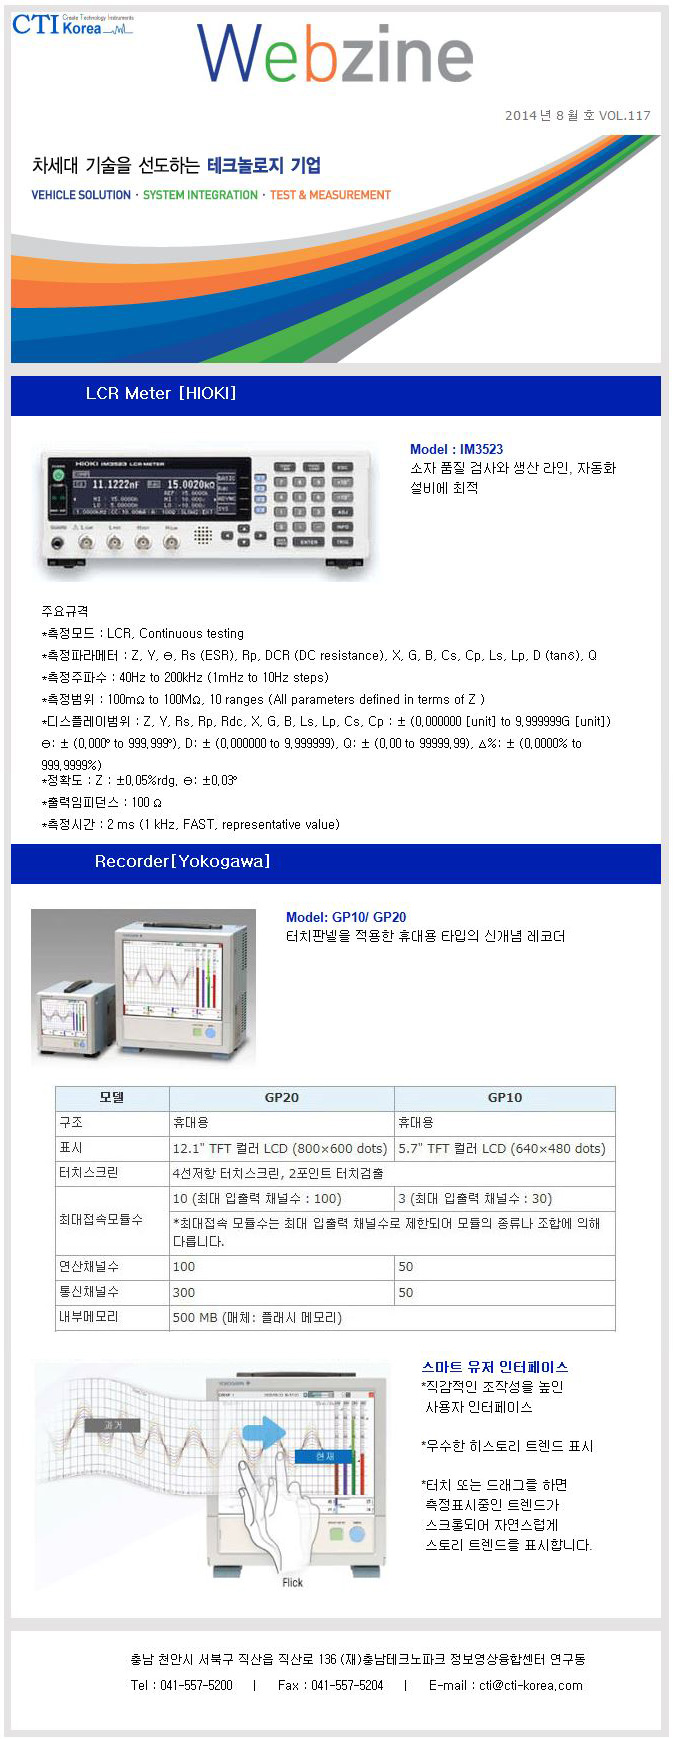 CTI Create Technology Instruments
Korea
Webzine
2014년 8월 호 VOL.117
차세대 기술을 선도하는 테크놀로지 기업
VEHICLE SOLUTION · SYSTEM INTEGRATION · TEST & MEASUREMENT
LCR Meter [HIOKI]
HIOKI IM3523 LCR METER
11.1222nF 15.0020kΩ
Model : IM3523
소자 품질 검사와 생산 라인, 자동화
설비에 최적
주요규격
*측정모드 : LCR, Continuous testing
*측정파라메터 : Z, Y, Θ, Rs (ESR), Rp, DCR (DC resistance), X, G, B, Cs, Cp, Ls, Lp, D (tanδ), Q
*측정주파수 : 40Hz to 200kHz (1mHz to 10Hz steps)
*측정범위 : 100mΩ to 100MΩ, 10 ranges (All parameters defined in terms of Z )
*디스플레이범위 : Z, Y, Rs, Rp, Rdc, X, G, B, Ls, Lp, Cs, Cp : ± (0.000000 [unit] to 9.999999G [unit])
Θ: ± (0.000° to 999.999°), D: ± (0.000000 to 9.999999), Q: ± (0.00 to 99999.99), Δ%: ± (0.0000% to
999.9999%)
*정확도 : Z : ±0.05%rdg. Θ: ±0.03°
*출력임피던스 : 100 Ω
*측정시간 : 2 ms (1 kHz, FAST, representative value)
Recorder[Yokogawa]
Model: GP10/ GP20
터치판넬을 적용한 휴대용 타입의 신개념 레코더
모델 GP20 GP10
구조 휴대용 휴대용
표시 12.1" TFT 컬러 LCD (800×600 dots) 5.7" TFT 컬러 LCD (640×480 dots)
터치스크린 4선저항 터치스크린, 2포인트 터치검출
최대접속모듈수 10 (최대 입출력 채널수 : 100) 3 (최대 입출력 채널수 : 30)
*최대접속 모듈수는 최대 입출력 채널수로 제한되어 모듈의 종류나 조합에 의해
다릅니다.
연산채널수 100 50
통신채널수 300 50
내부메모리 500 MB (매체: 플래시 메모리)
과거
현재
Flick
스마트 유저 인터페이스
*직감적인 조작성을 높인
사용자 인터페이스
*우수한 히스토리 트렌드 표시
*터치 또는 드래그를 하면
측정표시중인 트렌드가
스크롤되어 자연스럽게
스토리 트렌드를 표시합니다.
충남 천안시 서북구 직산읍 직산로 136 (재)충남테크노파크 정보영상융합센터 연구동
Tel : 041-557-5200 | Fax : 041-557-5204 | E-mail : cti@cti-korea.com